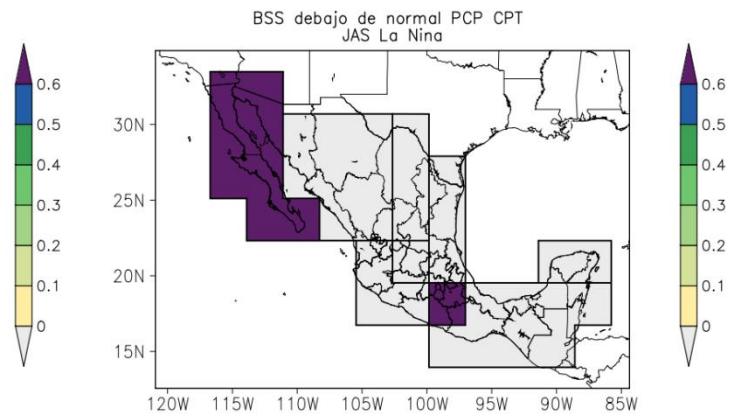 BSS debajo de normal PCP CPT
JAS La Nina
0.6
0.5
0.4
0.3
0.2
0.1
0
30N
25N
20N
15N
120W 115W 110W 105W 100W 95W 90W 85W
0.6
0.5
0.4
0.3
0.2
0.1
0